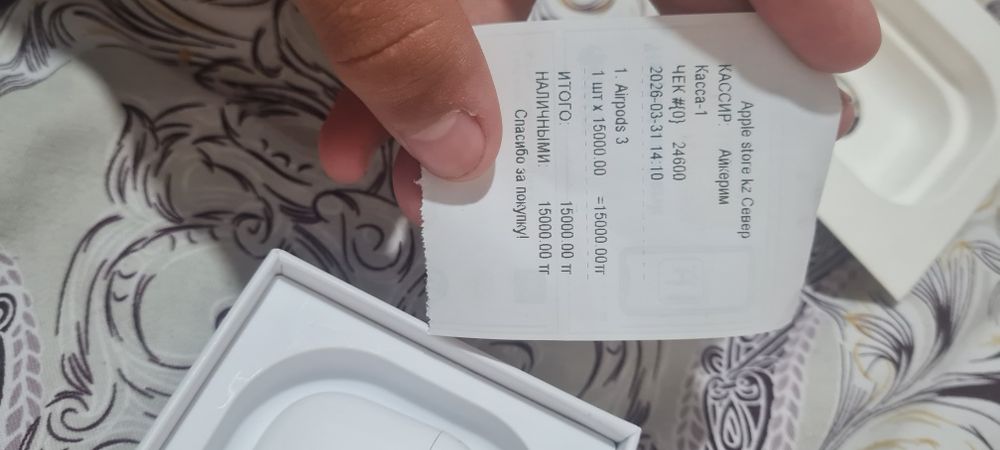 Apple store kz Север
КАССИР: Айкерим
Касса-1
ЧЕК #{0} 24600
2026-03-31 14:10
1. AIrpods 3
1 шт x 15000.00 =15000.00тг
ИТОГО: 15000.00 тг
НАЛИЧНЫМИ: 15000.00 тг
Спасибо за покупку!